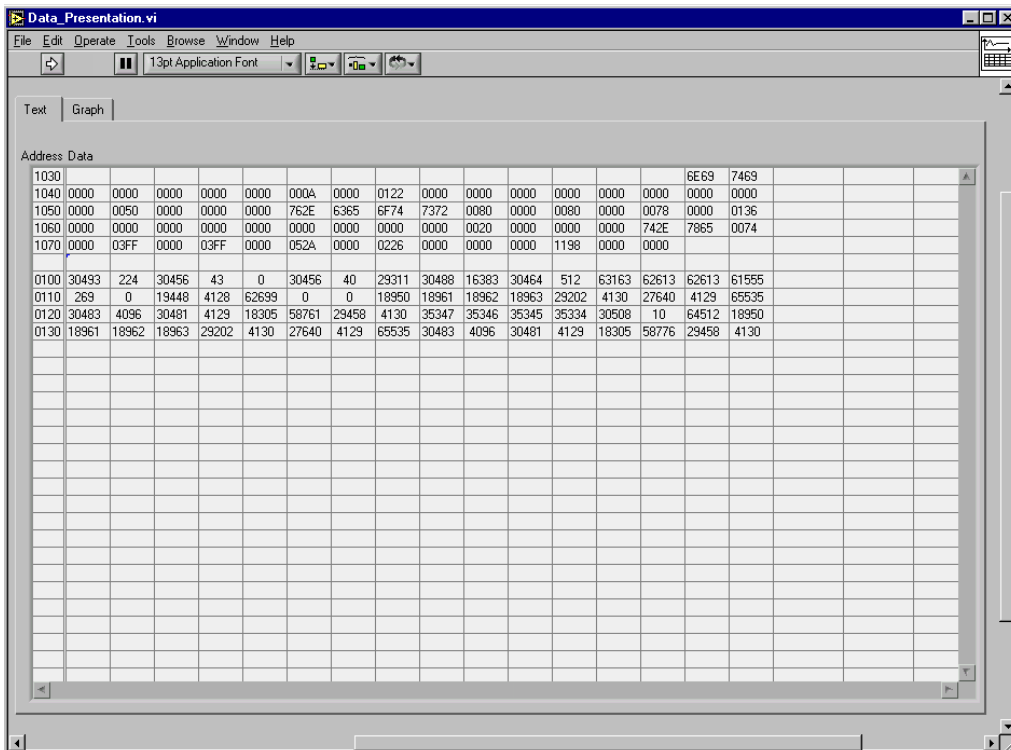 Data_Presentation.vi
File Edit Operate Tools Browse Window Help
13pt Application Font
Text Graph
Address Data
1030 6E69 7469
1040 0000 0000 0000 0000 0000 000A 0000 0122 0000 0000 0000 0000 0000 0000 0000 0000
1050 0000 0050 0000 0000 0000 762E 6365 6F74 7372 0080 0000 0080 0000 0078 0000 0136
1060 0000 0000 0000 0000 0000 0000 0000 0000 0000 0020 0000 0000 0000 742E 7865 0074
1070 0000 03FF 0000 03FF 0000 052A 0000 0226 0000 0000 0000 1198 0000 0000
0100 30493 224 30456 43 0 30456 40 29311 30488 16383 30464 512 63163 62613 62613 61555
0110 269 0 19448 4128 62699 0 0 18950 18961 18962 18963 29202 4130 27640 4129 65535
0120 30483 4096 30481 4129 18305 58761 29458 4130 35347 35346 35345 35334 30508 10 64512 18950
0130 18961 18962 18963 29202 4130 27640 4129 65535 30483 4096 30481 4129 18305 58776 29458 4130